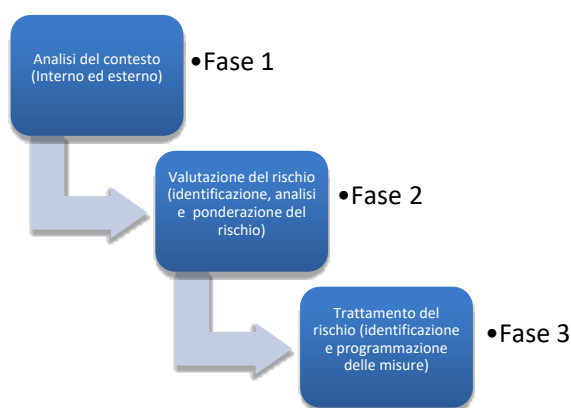 Analisi del contesto
(Interno ed esterno)
•Fase 1
Valutazione del rischio
(identificazione, analisi
e ponderazione del
rischio)
•Fase 2
Trattamento del
rischio (identificazione
e programmazione
delle misure)
•Fase 3